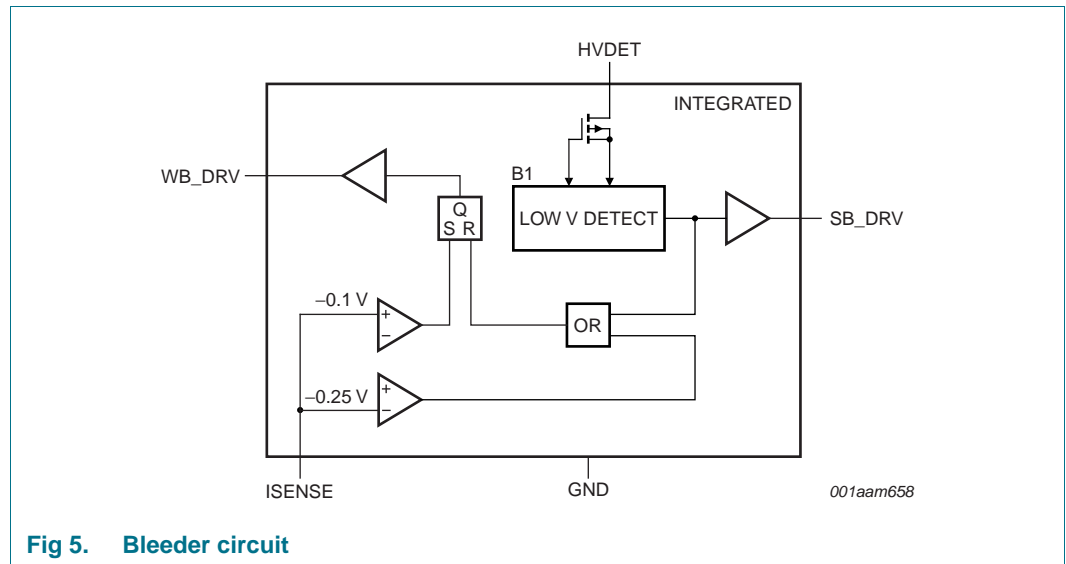 HVDET
INTEGRATED
WB_DRV
B1
LOW V DETECT
SB_DRV
Q
S R
−0.1 V
+
−
OR
−0.25 V
+
−
ISENSE
GND
001aam658
Fig 5. Bleeder circuit